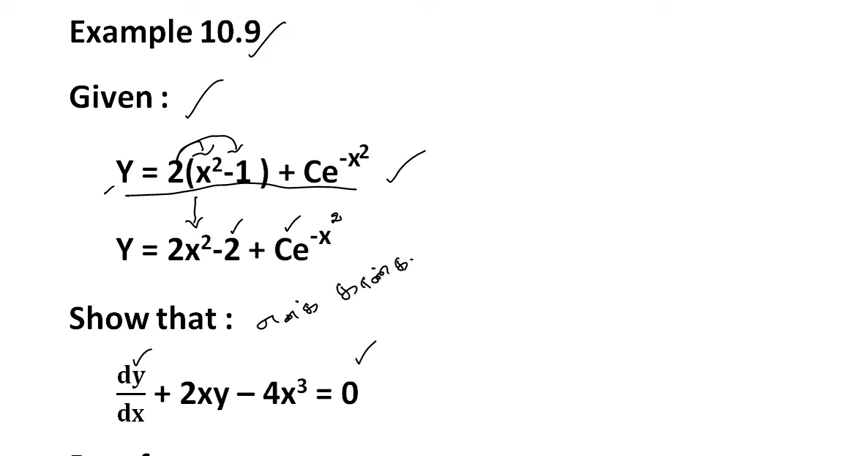 Example 10.9
Given :
Y = 2(x²-1 ) + Ce^-x²
Y = 2x²-2 + Ce^-x²
Show that : எனக் காண்க.
dy/dx + 2xy – 4x³ = 0